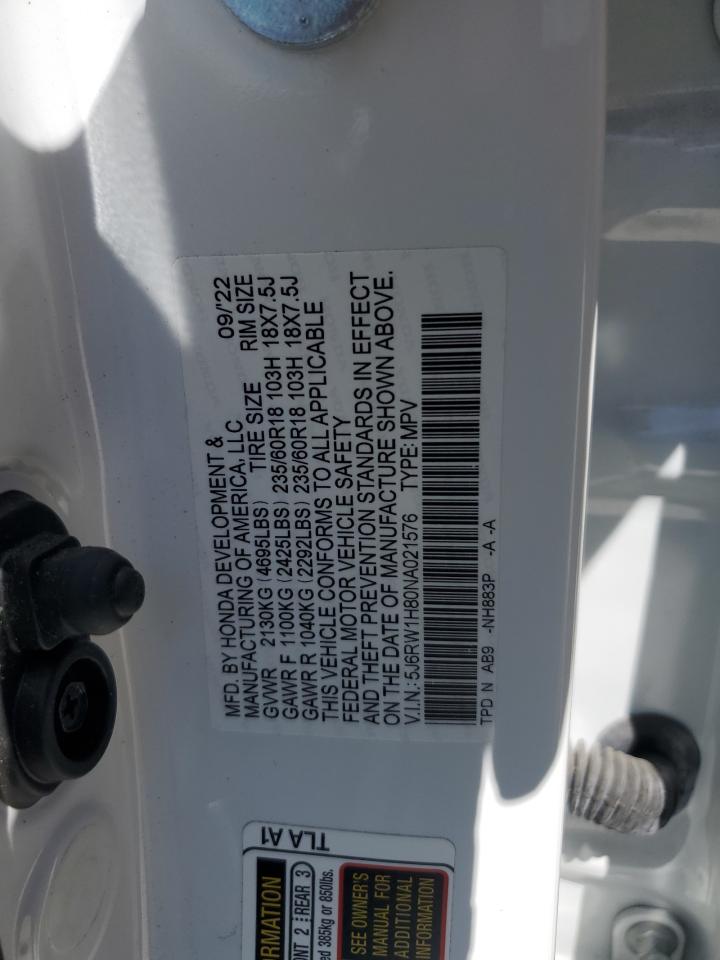 MFD. BY HONDA DEVELOPMENT &
MANUFACTURING OF AMERICA, LLC 09/'22
GVWR 2130KG (4695LBS) TIRE SIZE RIM SIZE
GAWR F 1100KG (2425LBS) 235/60R18 103H 18X7.5J
GAWR R 1040KG (2292LBS) 235/60R18 103H 18X7.5J
THIS VEHICLE CONFORMS TO ALL APPLICABLE
FEDERAL MOTOR VEHICLE SAFETY
AND THEFT PREVENTION STANDARDS IN EFFECT
ON THE DATE OF MANUFACTURE SHOWN ABOVE.
V.I.N.: 5J6RW1H80NA021576 TYPE: MPV
TPD N AB9 -NH883P -A -A
TLA A1
ORMATION
ONT 2 REAR 3
ed 385kg or 850lbs.
SEE OWNER'S
MANUAL FOR
ADDITIONAL
INFORMATION